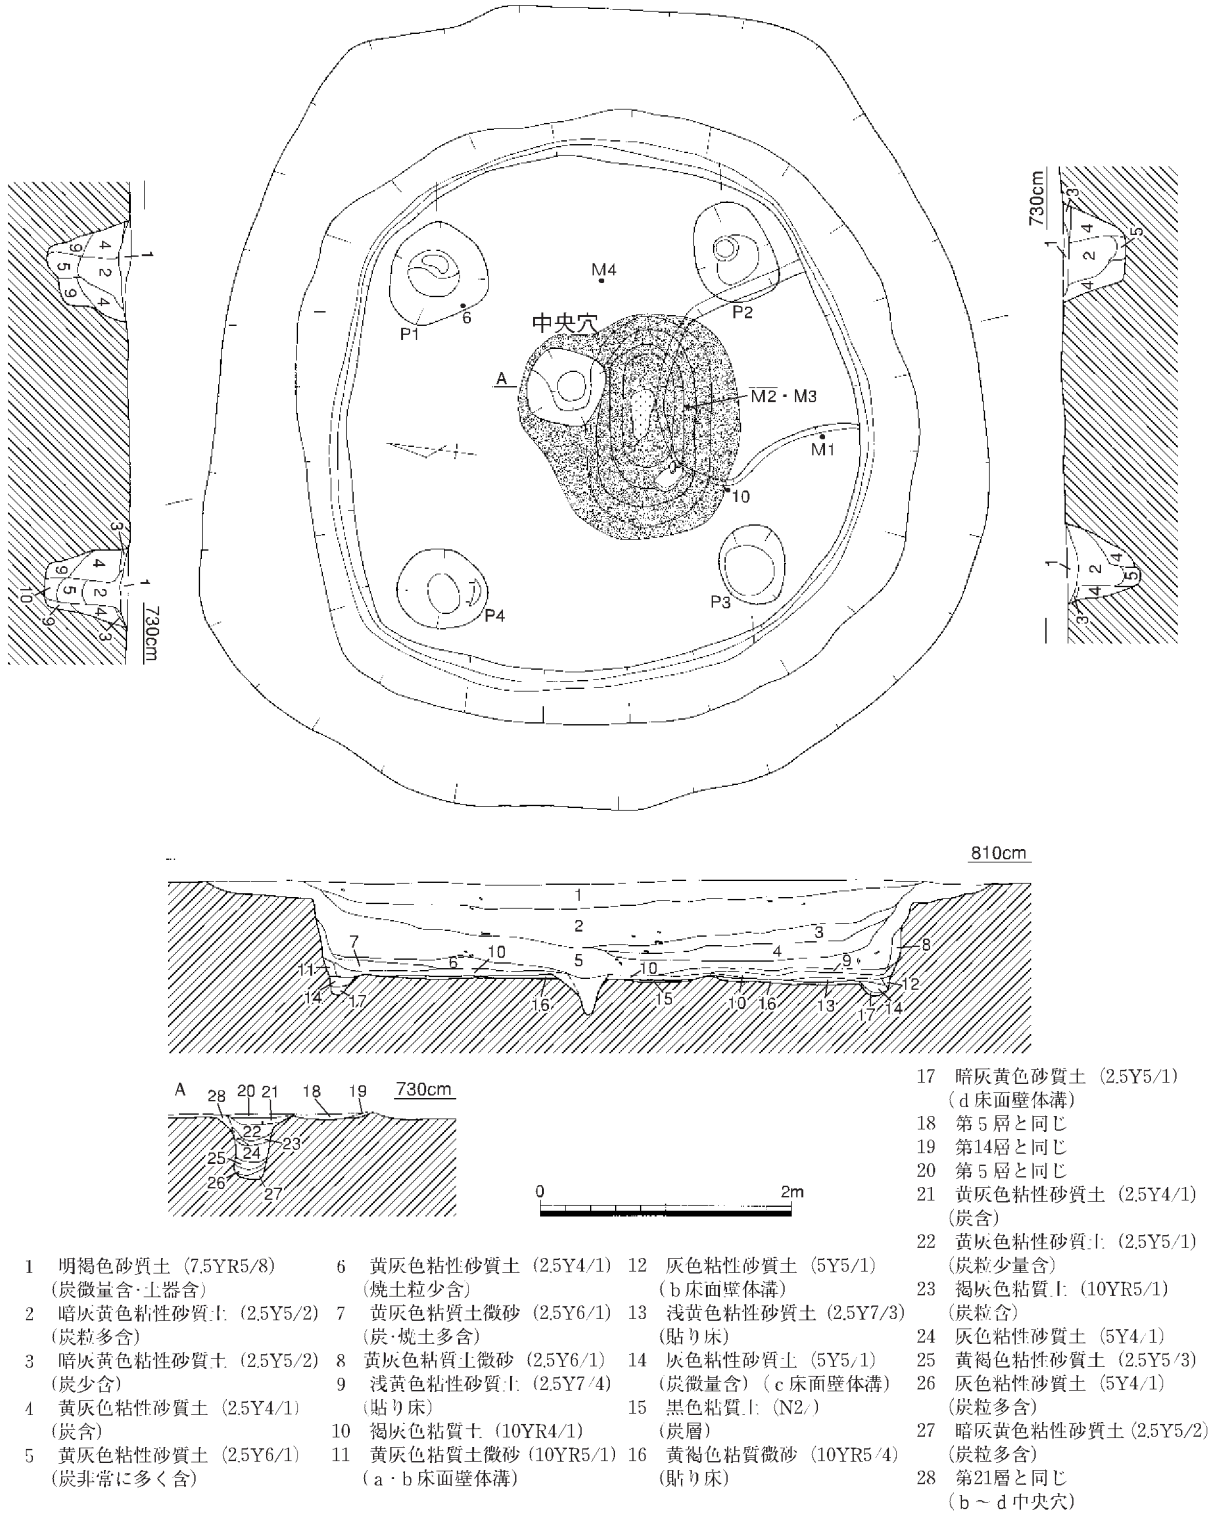 730cm
730cm
1
2
4
4
5
9
9
1
2
3
3
4
4
5
9
9
10
1
2
3
4
4
5
1
2
3
4
4
5
P1
6
M4
P2
中央穴
A
M2・M3
M1
10
P3
P4
810cm
1
2
3
4
5
6
7
8
9
10
10
10
11
12
13
14
14
15
16
16
17
17
A
730cm
28
20
21
18
19
22
23
24
25
26
27
0
2m
1 明褐色砂質土 (7.5YR5/8)
(炭微量含・土器含)
2 暗灰黄色粘性砂質土 (2.5Y5/2)
(炭粒多含)
3 暗灰黄色粘性砂質土 (2.5Y5/2)
(炭少含)
4 黄灰色粘性砂質土 (2.5Y4/1)
(炭含)
5 黄灰色粘性砂質土 (2.5Y6/1)
(炭非常に多く含)
6 黄灰色粘性砂質土 (2.5Y4/1)
(焼土粒少含)
7 黄灰色粘質土微砂 (2.5Y6/1)
(炭・焼土多含)
8 黄灰色粘質土微砂 (2.5Y6/1)
9 浅黄色粘性砂質土 (2.5Y7/4)
(貼り床)
10 褐灰色粘質土 (10YR4/1)
11 黄灰色粘質土微砂 (10YR5/1)
(a・b床面壁体溝)
12 灰色粘性砂質土 (5Y5/1)
(b床面壁体溝)
13 浅黄色粘性砂質土 (2.5Y7/3)
(貼り床)
14 灰色粘性砂質土 (5Y5/1)
(炭微量含) (c床面壁体溝)
15 黒色粘質土 (N2/)
(炭層)
16 黄褐色粘質微砂 (10YR5/4)
(貼り床)
17 暗灰黄色砂質土 (2.5Y5/1)
(d床面壁体溝)
18 第5層と同じ
19 第14層と同じ
20 第5層と同じ
21 黄灰色粘性砂質土 (2.5Y4/1)
(炭含)
22 黄灰色粘性砂質土 (2.5Y5/1)
(炭粒少量含)
23 褐灰色粘質土 (10YR5/1)
(炭粒含)
24 灰色粘性砂質土 (5Y4/1)
25 黄褐色粘性砂質土 (2.5Y5/3)
26 灰色粘性砂質土 (5Y4/1)
(炭粒多含)
27 暗灰黄色粘性砂質土 (2.5Y5/2)
(炭粒多含)
28 第21層と同じ
(b～d中央穴)